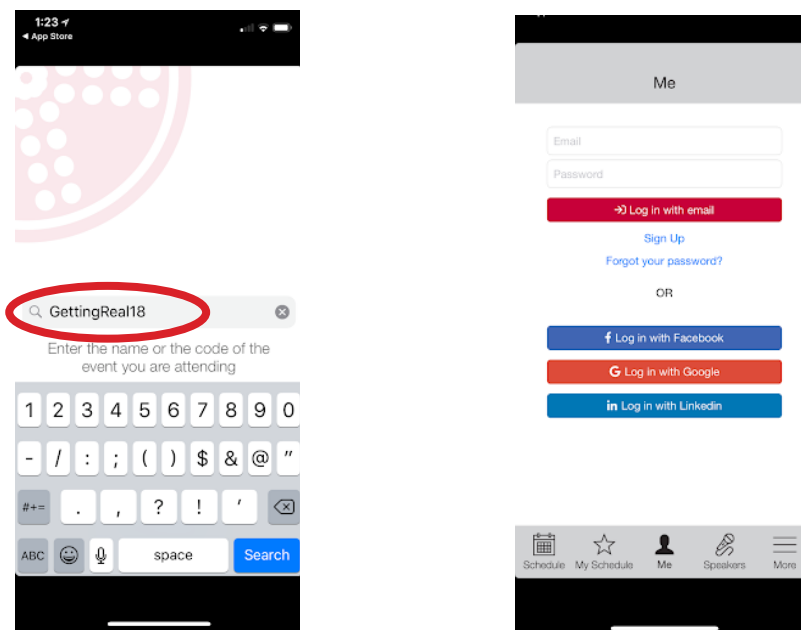 1:23
App Store
GettingReal18
Enter the name or the code of the
event you are attending
1 2 3 4 5 6 7 8 9 0
- / : ; ( ) $ & @ "
#+= . , ? ! '
ABC space Search
Me
Email
Password
Log in with email
Sign Up
Forgot your password?
OR
f Log in with Facebook
G Log in with Google
in Log in with Linkedin
Schedule My Schedule Me Speakers More